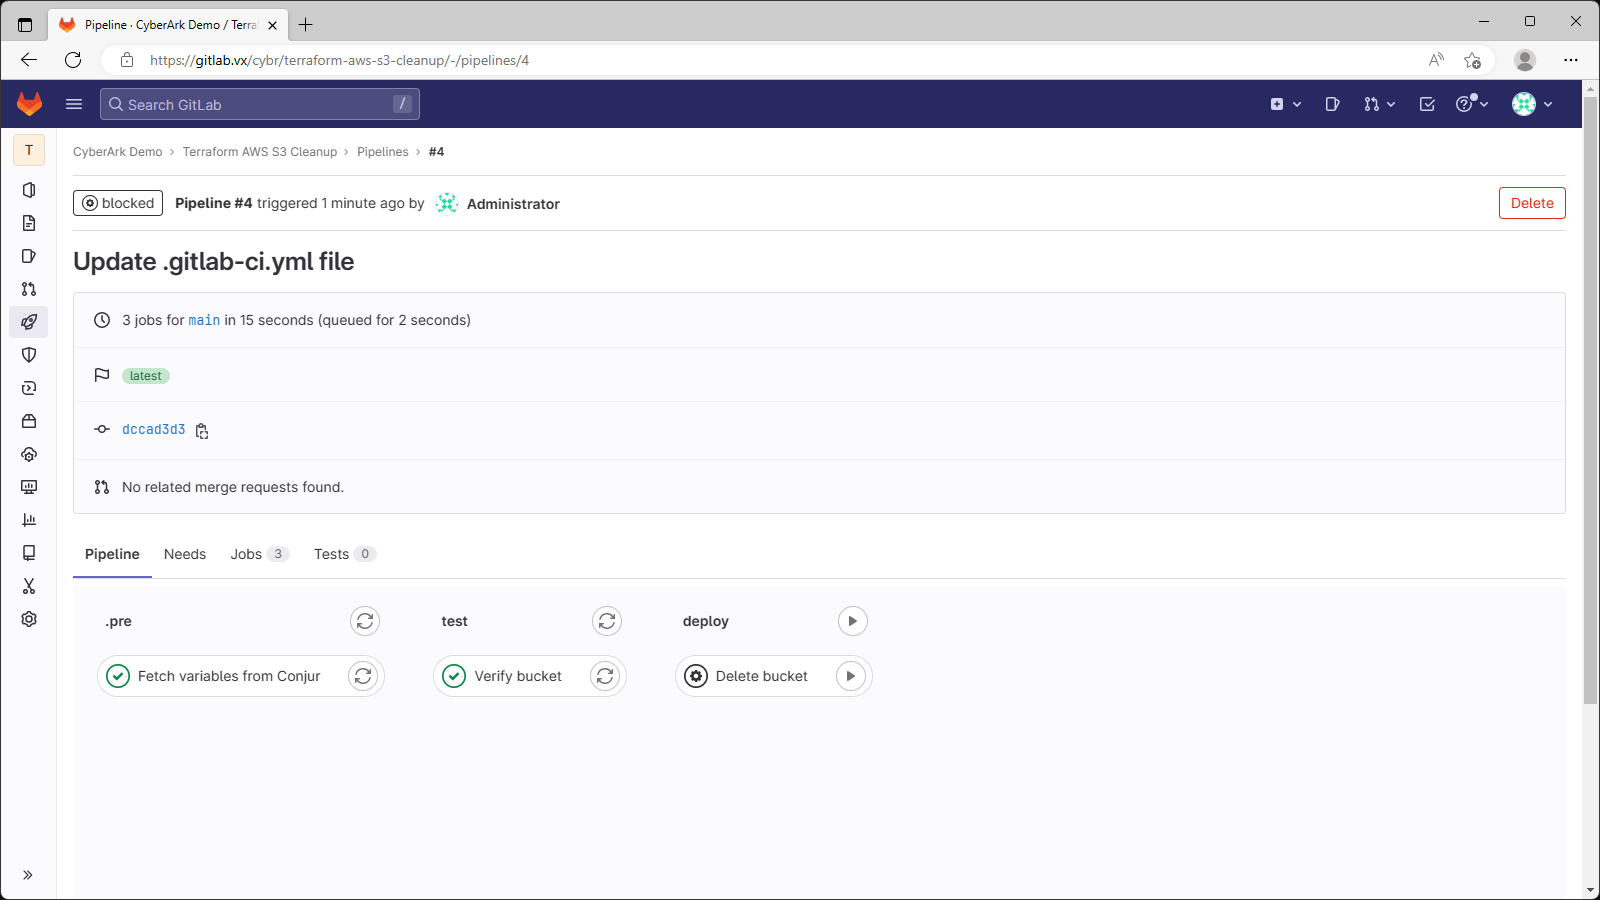 Pipeline · CyberArk Demo / Terra
https://gitlab.vx/cybr/terraform-aws-s3-cleanup/-/pipelines/4
Search GitLab /
T
CyberArk Demo › Terraform AWS S3 Cleanup › Pipelines › #4
blocked Pipeline #4 triggered 1 minute ago by Administrator Delete
Update .gitlab-ci.yml file
3 jobs for main in 15 seconds (queued for 2 seconds)
latest
dccad3d3
No related merge requests found.
Pipeline Needs Jobs 3 Tests 0
.pre test deploy
Fetch variables from Conjur Verify bucket Delete bucket